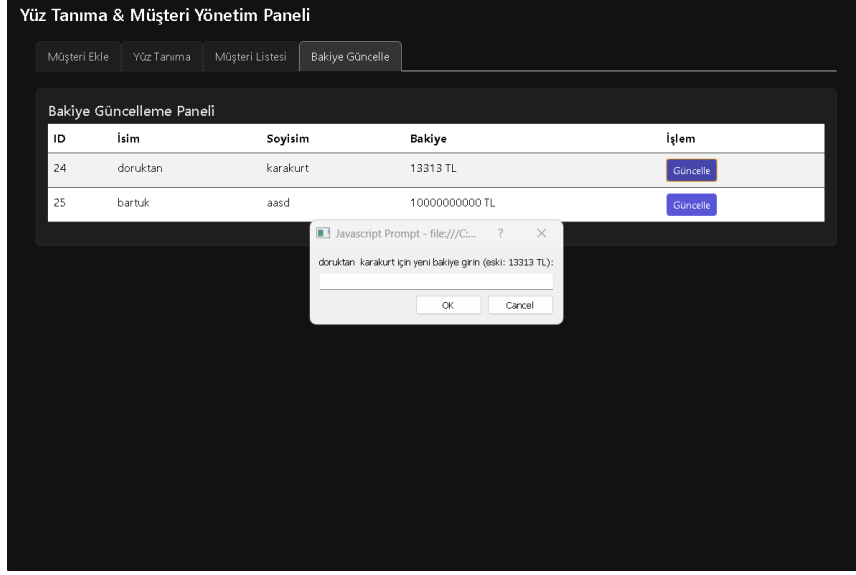 Yüz Tanıma & Müşteri Yönetim Paneli
Müşteri Ekle Yüz Tanıma Müşteri Listesi Bakiye Güncelle
Bakiye Güncelleme Paneli
ID İsim Soyisim Bakiye İşlem
24 doruktan karakurt 13313 TL Güncelle
25 bartuk aasd 10000000000 TL Güncelle
Javascript Prompt - file:///C:... ?
doruktan karakurt için yeni bakiye girin (eski: 13313 TL):
OK Cancel